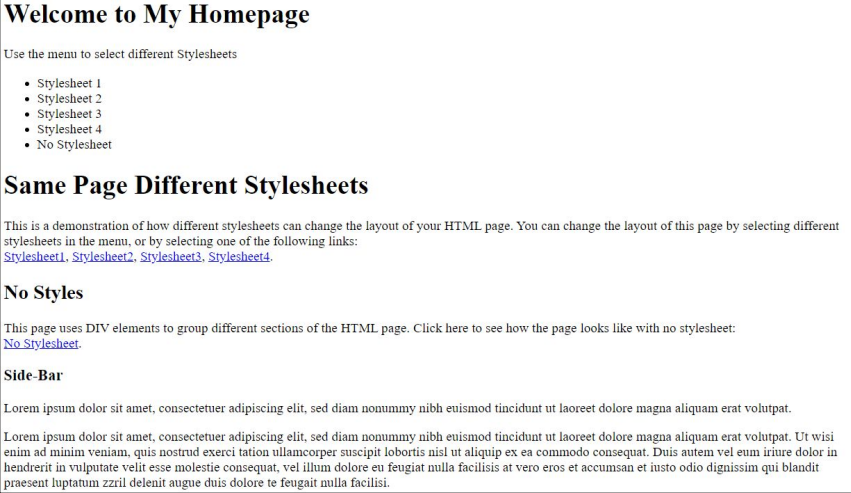 Welcome to My Homepage
Use the menu to select different Stylesheets
Stylesheet 1
Stylesheet 2
Stylesheet 3
Stylesheet 4
No Stylesheet
Same Page Different Stylesheets
This is a demonstration of how different stylesheets can change the layout of your HTML page. You can change the layout of this page by selecting different
stylesheets in the menu, or by selecting one of the following links:
Stylesheet1, Stylesheet2, Stylesheet3, Stylesheet4.
No Styles
This page uses DIV elements to group different sections of the HTML page. Click here to see how the page looks like with no stylesheet:
No Stylesheet.
Side-Bar
Lorem ipsum dolor sit amet, consectetuer adipiscing elit, sed diam nonummy nibh euismod tincidunt ut laoreet dolore magna aliquam erat volutpat.
Lorem ipsum dolor sit amet, consectetuer adipiscing elit, sed diam nonummy nibh euismod tincidunt ut laoreet dolore magna aliquam erat volutpat. Ut wisi
enim ad minim veniam, quis nostrud exerci tation ullamcorper suscipit lobortis nisl ut aliquip ex ea commodo consequat. Duis autem vel eum iriure dolor in
hendrerit in vulputate velit esse molestie consequat, vel illum dolore eu feugiat nulla facilisis at vero eros et accumsan et iusto odio dignissim qui blandit
praesent luptatum zzril delenit augue duis dolore te feugait nulla facilisi.